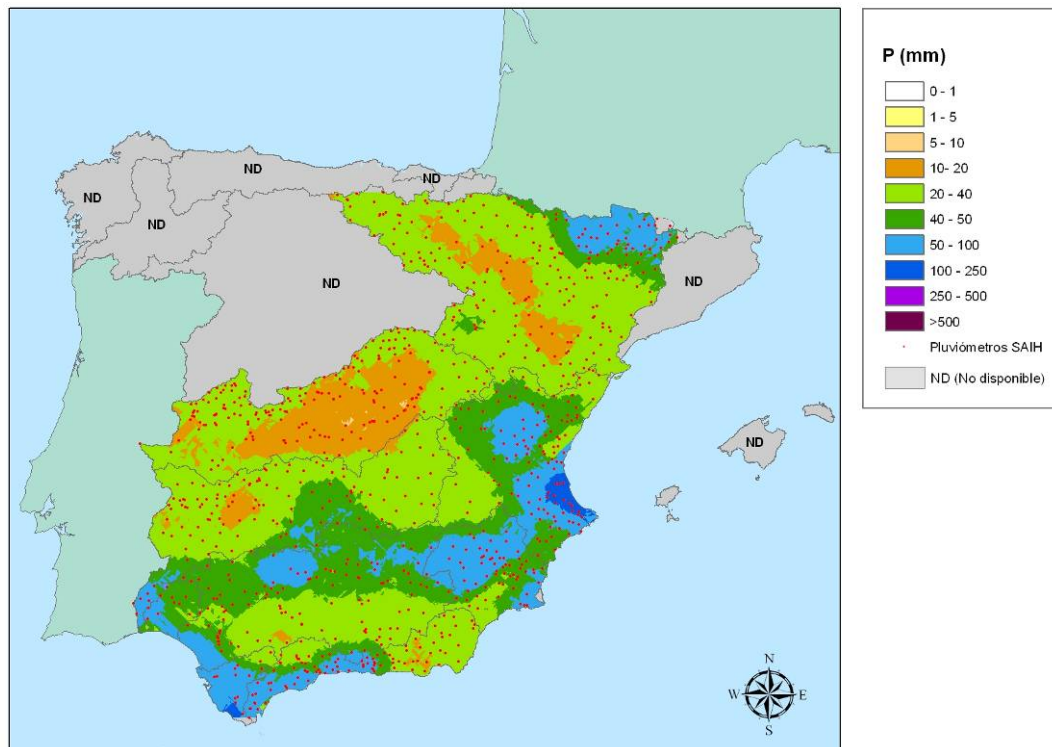 ND
ND
ND
ND
ND
ND
ND
N
W E
S
P (mm)
0 - 1
1 - 5
5 - 10
10- 20
20 - 40
40 - 50
50 - 100
100 - 250
250 - 500
>500
Pluviómetros SAIH
ND (No disponible)